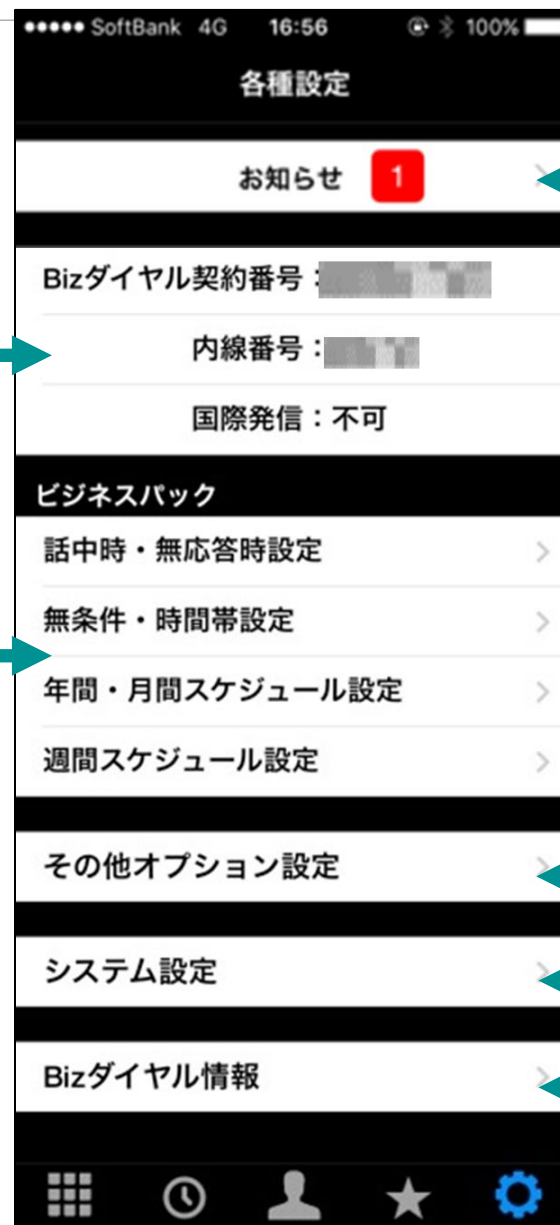 SoftBank 4G 16:56 100%
各種設定
お知らせ 1
Bizダイヤル契約番号：
内線番号：
国際発信：不可
ビジネスパック
話中時・無応答時設定
無条件・時間帯設定
年間・月間スケジュール設定
週間スケジュール設定
その他オプション設定
システム設定
Bizダイヤル情報